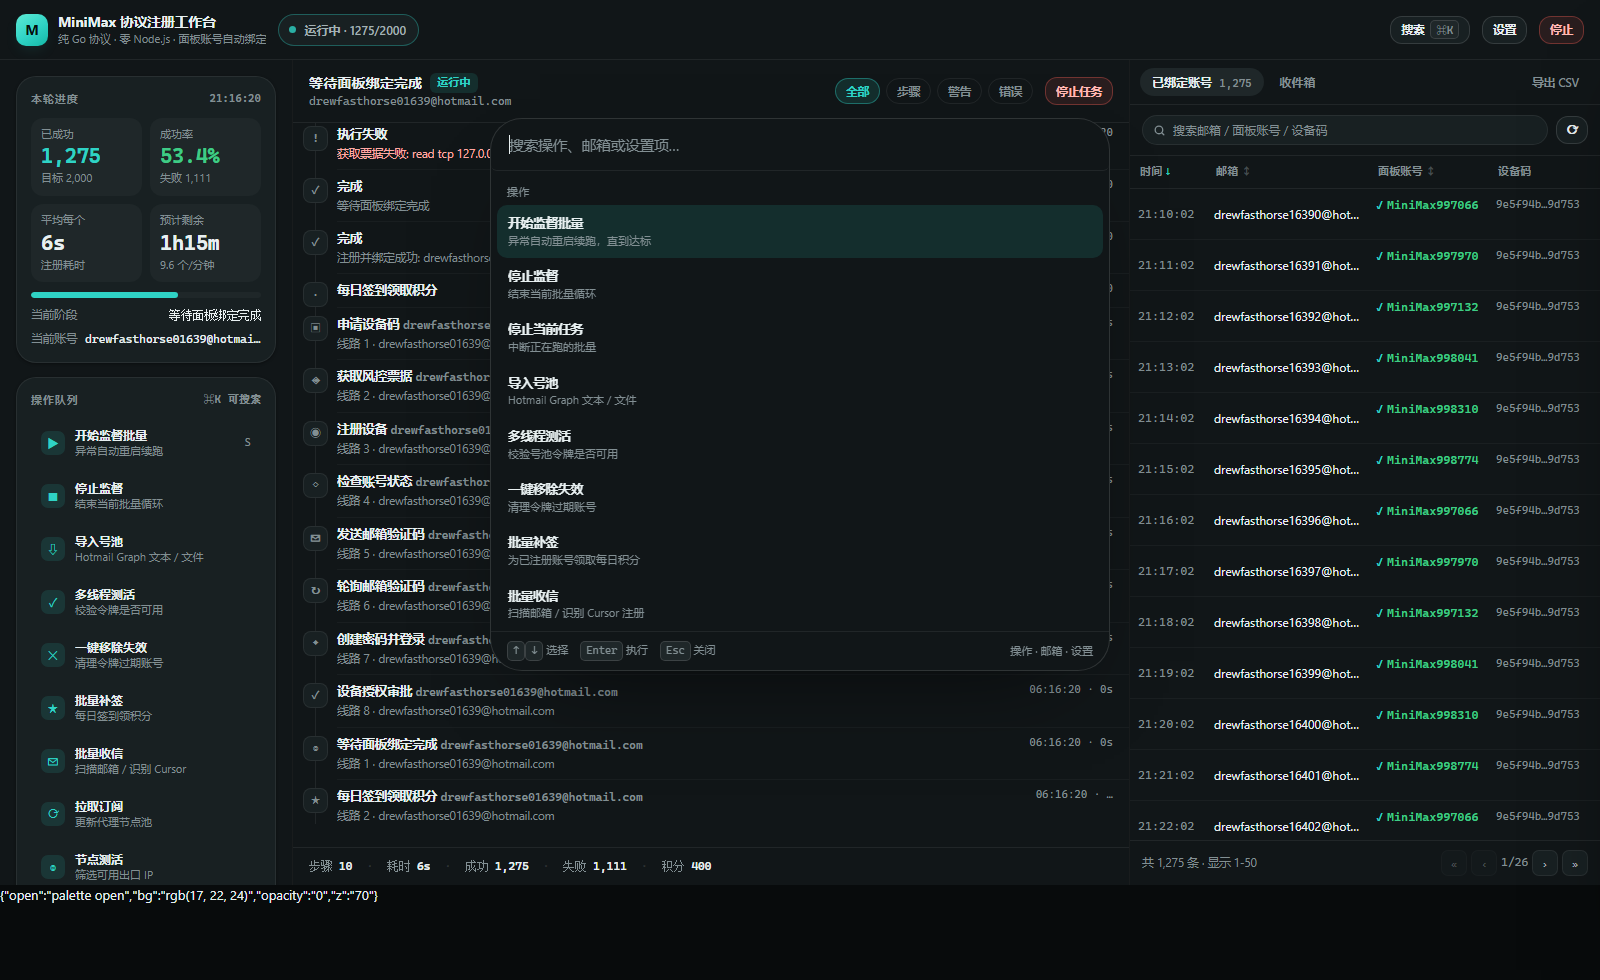 M
MiniMax 协议注册工作台
纯 Go 协议 · 零 Node.js · 面板账号自动绑定
运行中 · 1275/2000
搜索 ⌘K
设置
停止
本轮进度
21:16:20
已成功
1,275
目标 2,000
成功率
53.4%
失败 1,111
平均每个
6s
注册耗时
预计剩余
1h15m
9.6 个/分钟
当前阶段
等待面板绑定完成
当前账号
drewfasthorse01639@hotmai…
操作队列
⌘K 可搜索
开始监督批量
异常自动重启续跑
S
停止监督
结束当前批量循环
导入号池
Hotmail Graph 文本 / 文件
多线程测活
校验令牌是否可用
一键移除失效
清理令牌过期账号
批量补签
每日签到领积分
批量收信
扫描邮箱 / 识别 Cursor
拉取订阅
更新代理节点池
节点测活
筛选可用出口 IP
等待面板绑定完成 运行中
drewfasthorse01639@hotmail.com
全部
步骤
警告
错误
停止任务
执行失败
获取票据失败: read tcp 127.0.0
完成
等待面板绑定完成
完成
注册并绑定成功: drewfasthorse
每日签到领取积分
申请设备码 drewfasthorse
线路 1 · drewfasthorse01639@
获取风控票据 drewfasthor
线路 2 · drewfasthorse01639@
注册设备 drewfasthorse01
线路 3 · drewfasthorse01639@
检查账号状态 drewfasthor
线路 4 · drewfasthorse01639@
发送邮箱验证码 drewfasth
线路 5 · drewfasthorse01639@
轮询邮箱验证码 drewfasth
线路 6 · drewfasthorse01639@
创建密码并登录 drewfasth
线路 7 · drewfasthorse01639@h
设备授权审批 drewfasthorse01639@hotmail.com
06:16:20 · 0s
线路 8 · drewfasthorse01639@hotmail.com
等待面板绑定完成 drewfasthorse01639@hotmail.com
06:16:20 · 0s
线路 1 · drewfasthorse01639@hotmail.com
每日签到领取积分 drewfasthorse01639@hotmail.com
06:16:20 · …
线路 2 · drewfasthorse01639@hotmail.com
步骤 10 · 耗时 6s · 成功 1,275 · 失败 1,111 · 积分 400
搜索操作、邮箱或设置项...
操作
开始监督批量
异常自动重启续跑，直到达标
停止监督
结束当前批量循环
停止当前任务
中断正在跑的批量
导入号池
Hotmail Graph 文本 / 文件
多线程测活
校验号池令牌是否可用
一键移除失效
清理令牌过期账号
批量补签
为已注册账号领取每日积分
批量收信
扫描邮箱 / 识别 Cursor 注册
↑ ↓ 选择 Enter 执行 Esc 关闭
操作 · 邮箱 · 设置
已绑定账号 1,275
收件箱
导出 CSV
搜索邮箱 / 面板账号 / 设备码
时间 ↓ 邮箱 ↕ 面板账号 ↕ 设备码
21:10:02 drewfasthorse16390@hot... ✓ MiniMax997066 9e5f94b…9d753
21:11:02 drewfasthorse16391@hot... ✓ MiniMax997970 9e5f94b…9d753
21:12:02 drewfasthorse16392@hot... ✓ MiniMax997132 9e5f94b…9d753
21:13:02 drewfasthorse16393@hot... ✓ MiniMax998041 9e5f94b…9d753
21:14:02 drewfasthorse16394@hot... ✓ MiniMax998310 9e5f94b…9d753
21:15:02 drewfasthorse16395@hot... ✓ MiniMax998774 9e5f94b…9d753
21:16:02 drewfasthorse16396@hot... ✓ MiniMax997066 9e5f94b…9d753
21:17:02 drewfasthorse16397@hot... ✓ MiniMax997970 9e5f94b…9d753
21:18:02 drewfasthorse16398@hot... ✓ MiniMax997132 9e5f94b…9d753
21:19:02 drewfasthorse16399@hot... ✓ MiniMax998041 9e5f94b…9d753
21:20:02 drewfasthorse16400@hot... ✓ MiniMax998310 9e5f94b…9d753
21:21:02 drewfasthorse16401@hot... ✓ MiniMax998774 9e5f94b…9d753
21:22:02 drewfasthorse16402@hot... ✓ MiniMax997066 9e5f94b…9d753
共 1,275 条 · 显示 1-50
« ‹ 1/26 › »
{"open":"palette open","bg":"rgb(17, 22, 24)","opacity":"0","z":"70"}